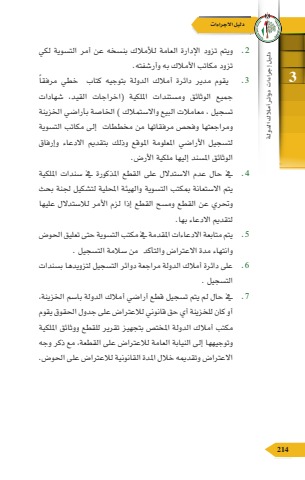 دليل الاجراءات
دليل إجراءات دوائر أملاك الدولة
3
2. ويتم تزود الإدارة العامة للأملاك بنسخه عن أمر التسوية لكي
تزود مكاتب الأملاك به وأرشفته.
3. يقوم مدير دائرة أملاك الدولة بتوجيه كتاب خطي مرفقاً
جميع الوثائق ومستندات الملكية (اخراجات القيد، شهادات
تسجيل ، معاملات البيع والاستملاك ) الخاصة بأراضي الخزينة
ومراجعتها وفحص مرفقاتها من مخططات إلى مكاتب التسوية
لتسجيل الأراضي المعلومة الموقع وذلك بتقديم الادعاء وإرفاق
الوثائق المسند إليها ملكية الأرض.
4. في حال عدم الاستدلال على القطع المذكورة في سندات الملكية
يتم الاستعانة بمكتب التسوية والهيئة المحلية لتشكيل لجنة بحث
وتحري عن القطع ومسح القطع إذا لزم الأمر للاستدلال عليها
لتقديم الادعاء بها.
5. يتم متابعة الادعاءات المقدمة في مكتب التسوية حتى تعليق الحوض
وانتهاء مدة الاعتراض والتأكد من سلامة التسجيل .
6. على دائرة أملاك الدولة مراجعة دوائر التسجيل لتزويدها بسندات
التسجيل .
7. في حال لم يتم تسجيل قطع أراضي أملاك الدولة باسم الخزينة،
أو كان للخزينة أي حق قانوني للاعتراض على جدول الحقوق يقوم
مكتب أملاك الدولة المختص بتجهيز تقرير للقطع ووثائق الملكية
وتوجيهها إلى النيابة العامة للاعتراض على القطعة، مع ذكر وجه
الاعتراض وتقديمه خلال المدة القانونية للاعتراض على الحوض.
214